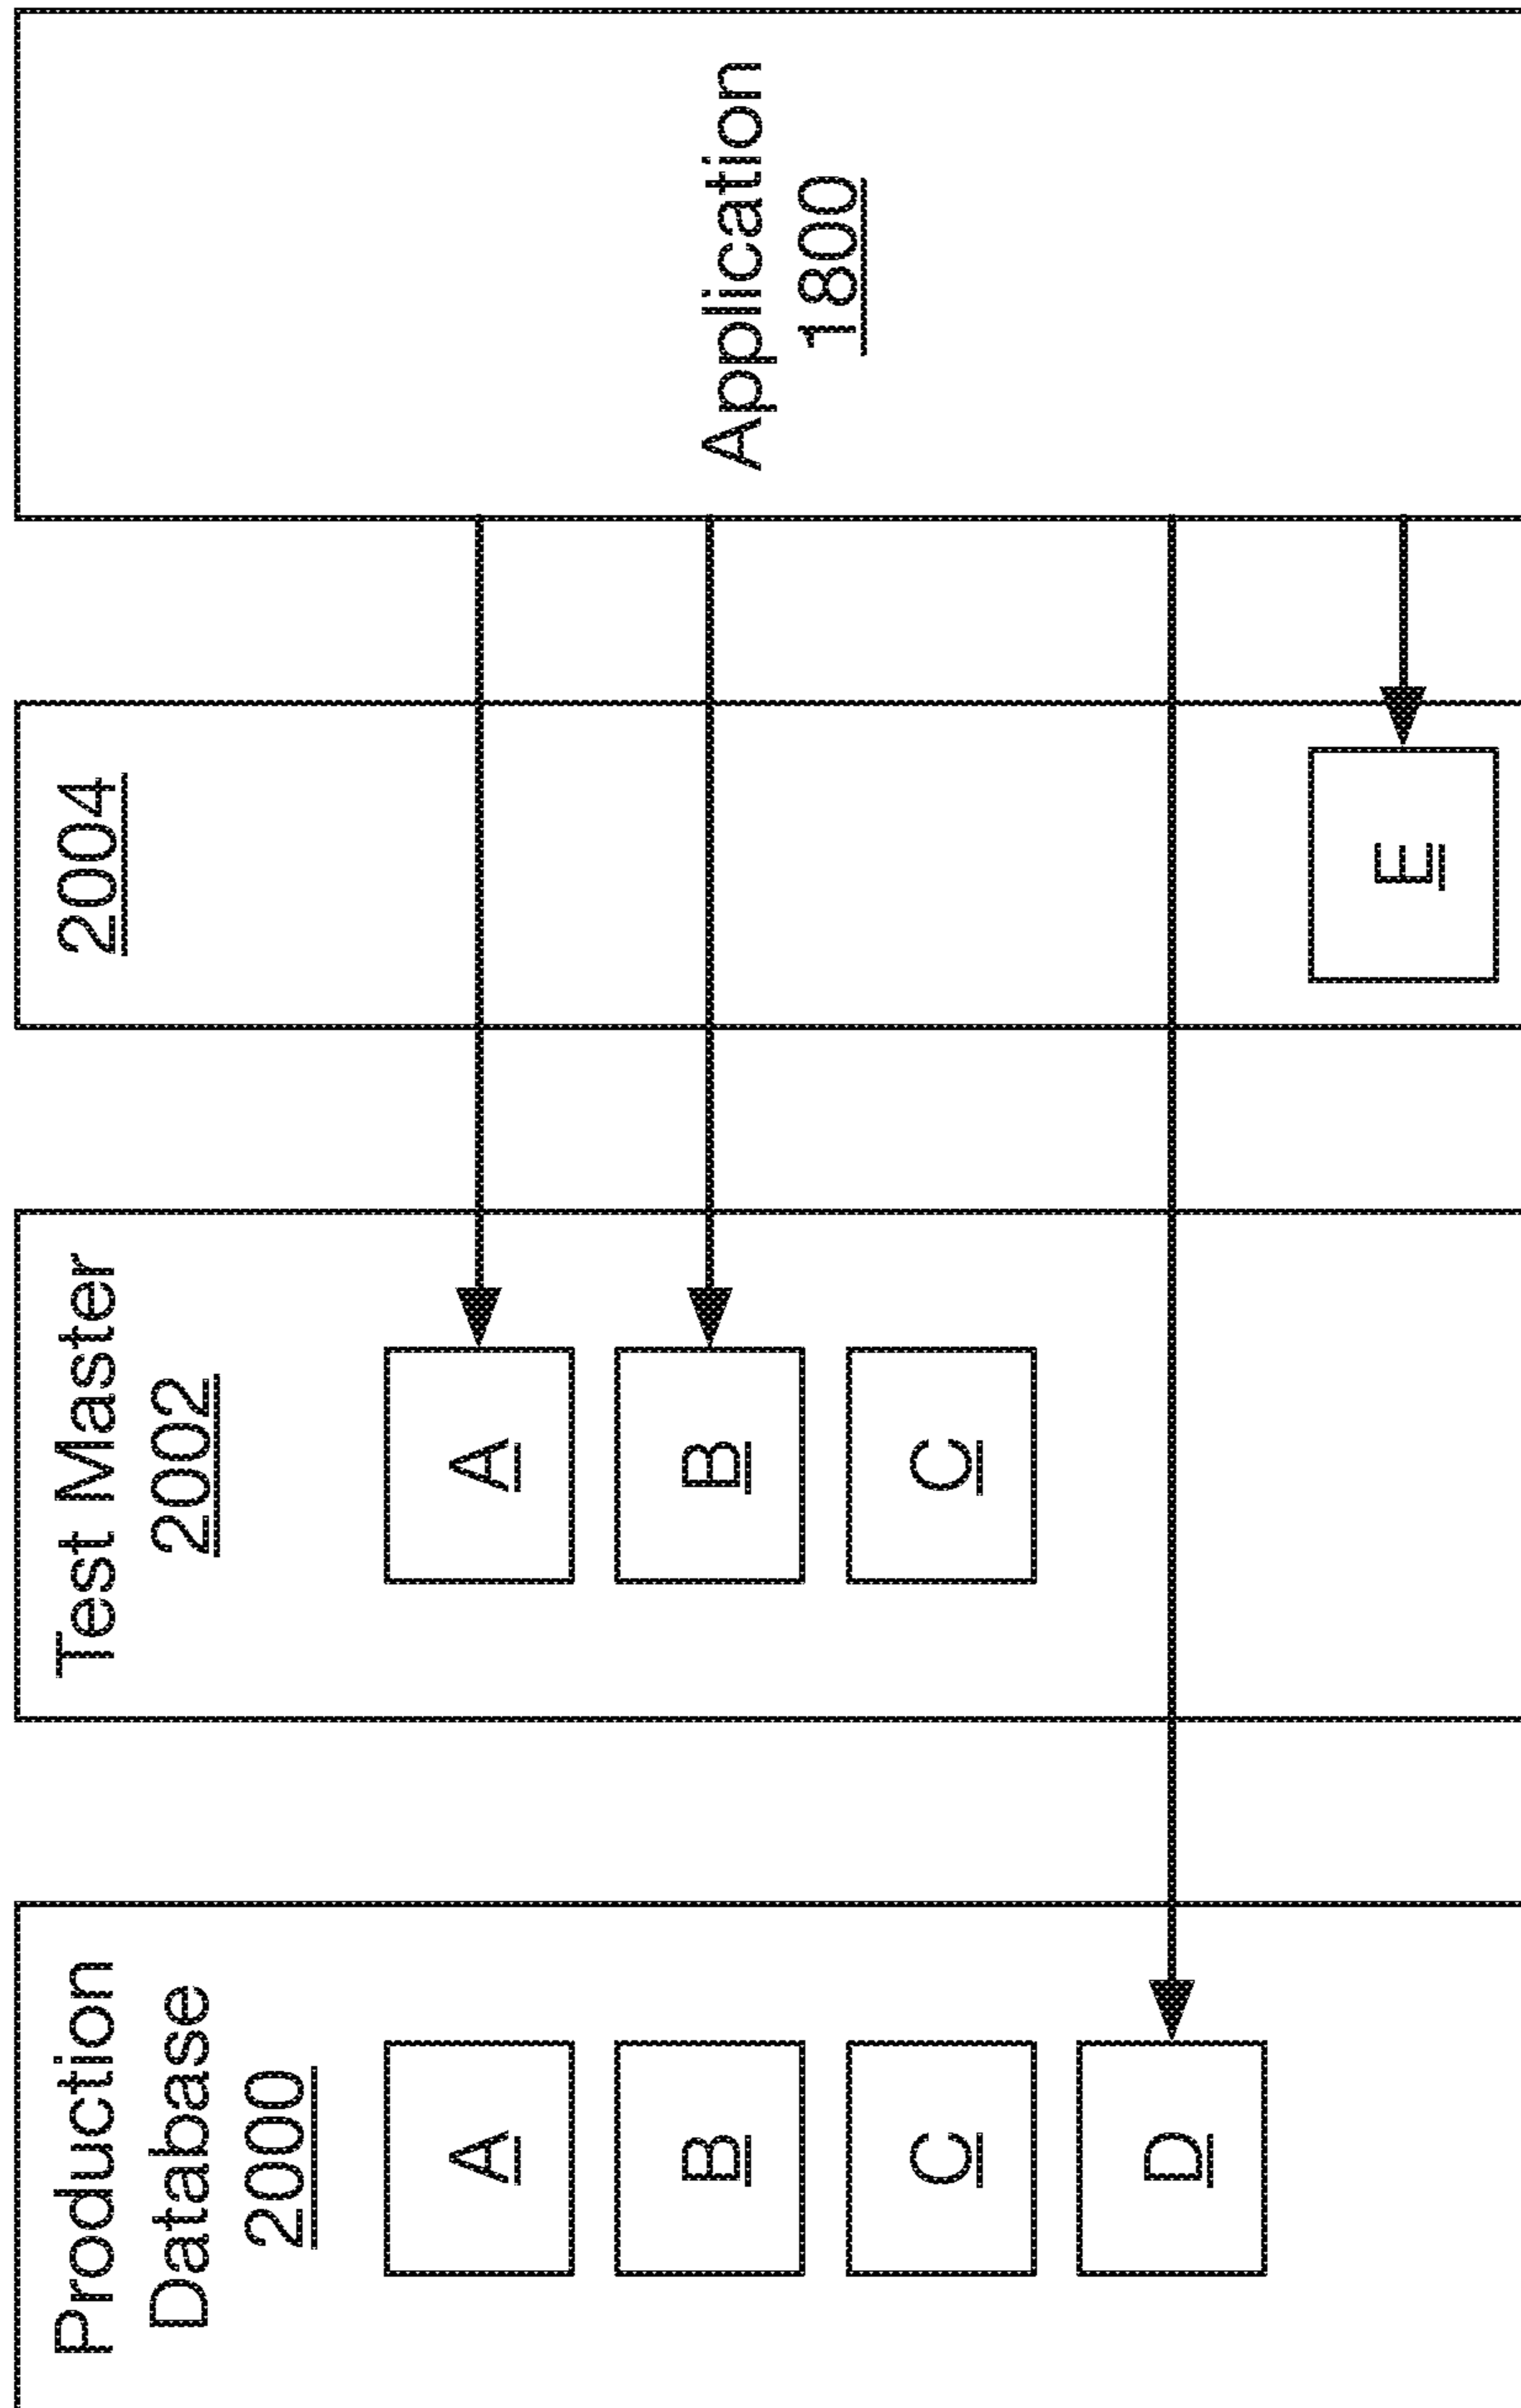 Production
Database
2000
A
B
C
D
Test Master
2002
A
B
C
2004
E
Application
1800